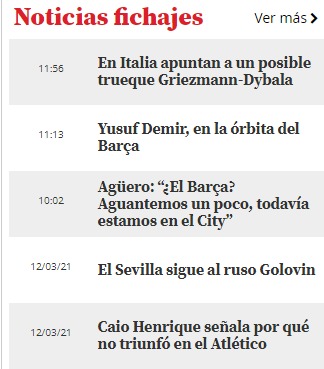 Noticias fichajes Ver más >
11:56 En Italia apuntan a un posible
trueque Griezmann-Dybala
11:13 Yusuf Demir, en la órbita del
Barça
10:02 Agüero: “¿El Barça?
Aguantemos un poco, todavía
estamos en el City”
12/03/21 El Sevilla sigue al ruso Golovin
12/03/21 Caio Henrique señala por qué
no triunfó en el Atlético